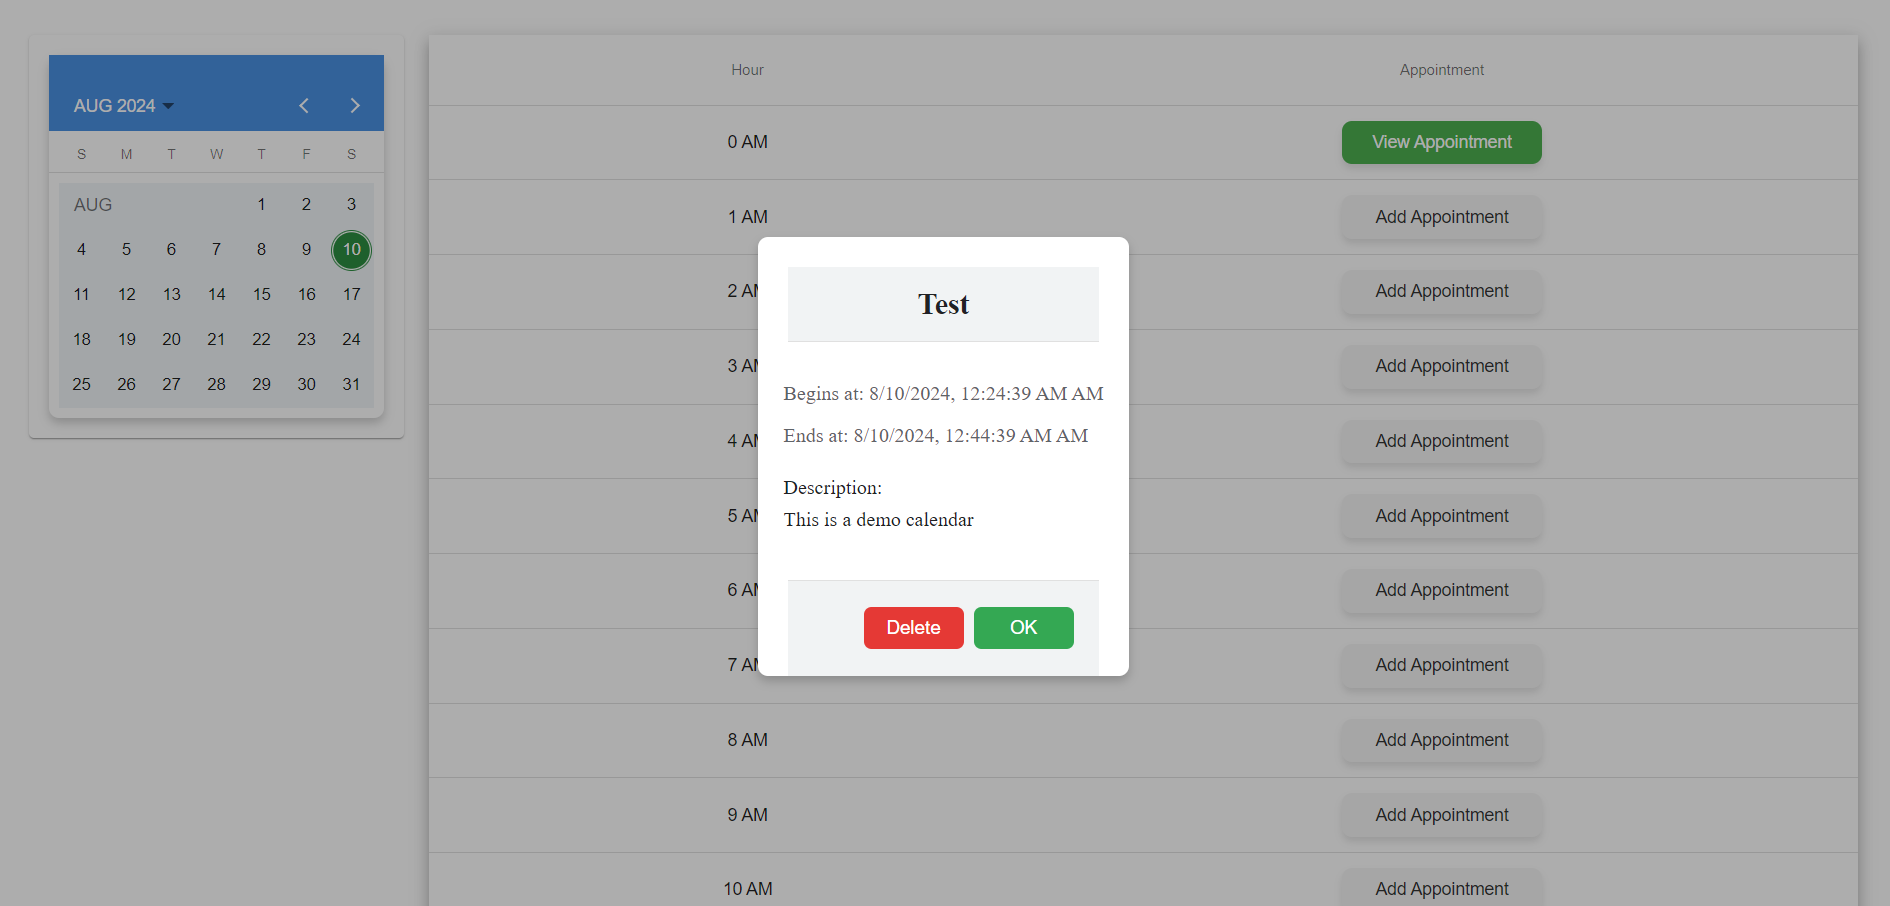 AUG 2024
S M T W T F S
AUG 1 2 3
4 5 6 7 8 9 10
11 12 13 14 15 16 17
18 19 20 21 22 23 24
25 26 27 28 29 30 31
Hour Appointment
0 AM View Appointment
1 AM Add Appointment
2 AM Add Appointment
3 AM Add Appointment
4 AM Add Appointment
5 AM Add Appointment
6 AM Add Appointment
7 AM Add Appointment
8 AM Add Appointment
9 AM Add Appointment
10 AM Add Appointment
Test
Begins at: 8/10/2024, 12:24:39 AM AM
Ends at: 8/10/2024, 12:44:39 AM AM
Description:
This is a demo calendar
Delete OK